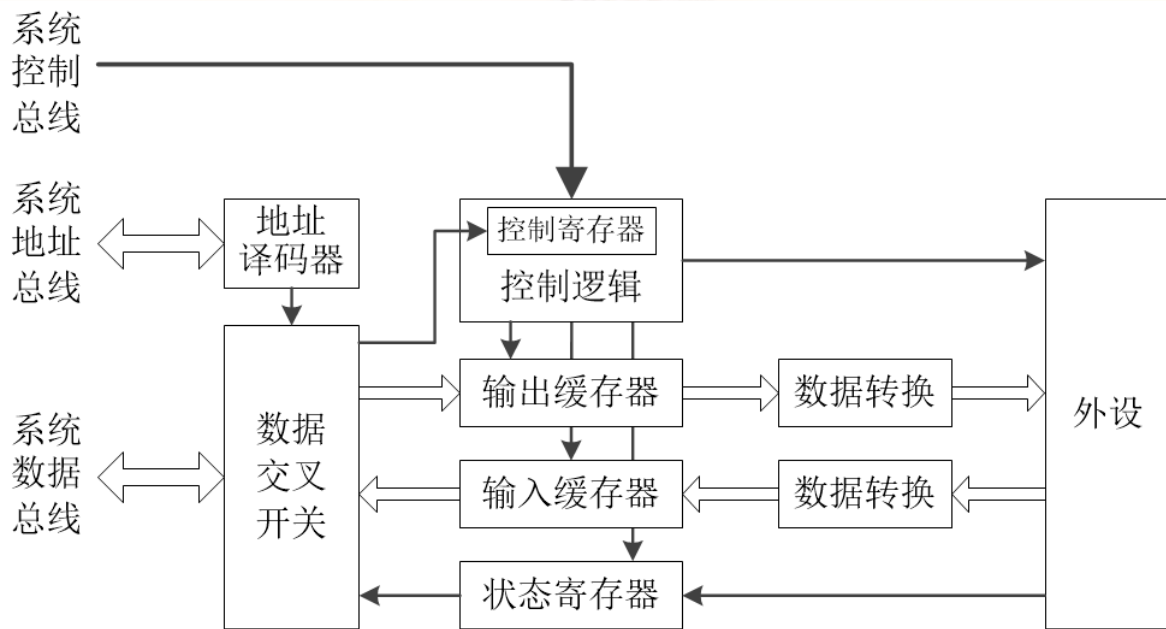 系统
控制
总线
系统
地址
总线
地址
译码器
控制寄存器
控制逻辑
系统
数据
总线
数据
交叉
开关
输出缓存器
数据转换
输入缓存器
数据转换
状态寄存器
外设